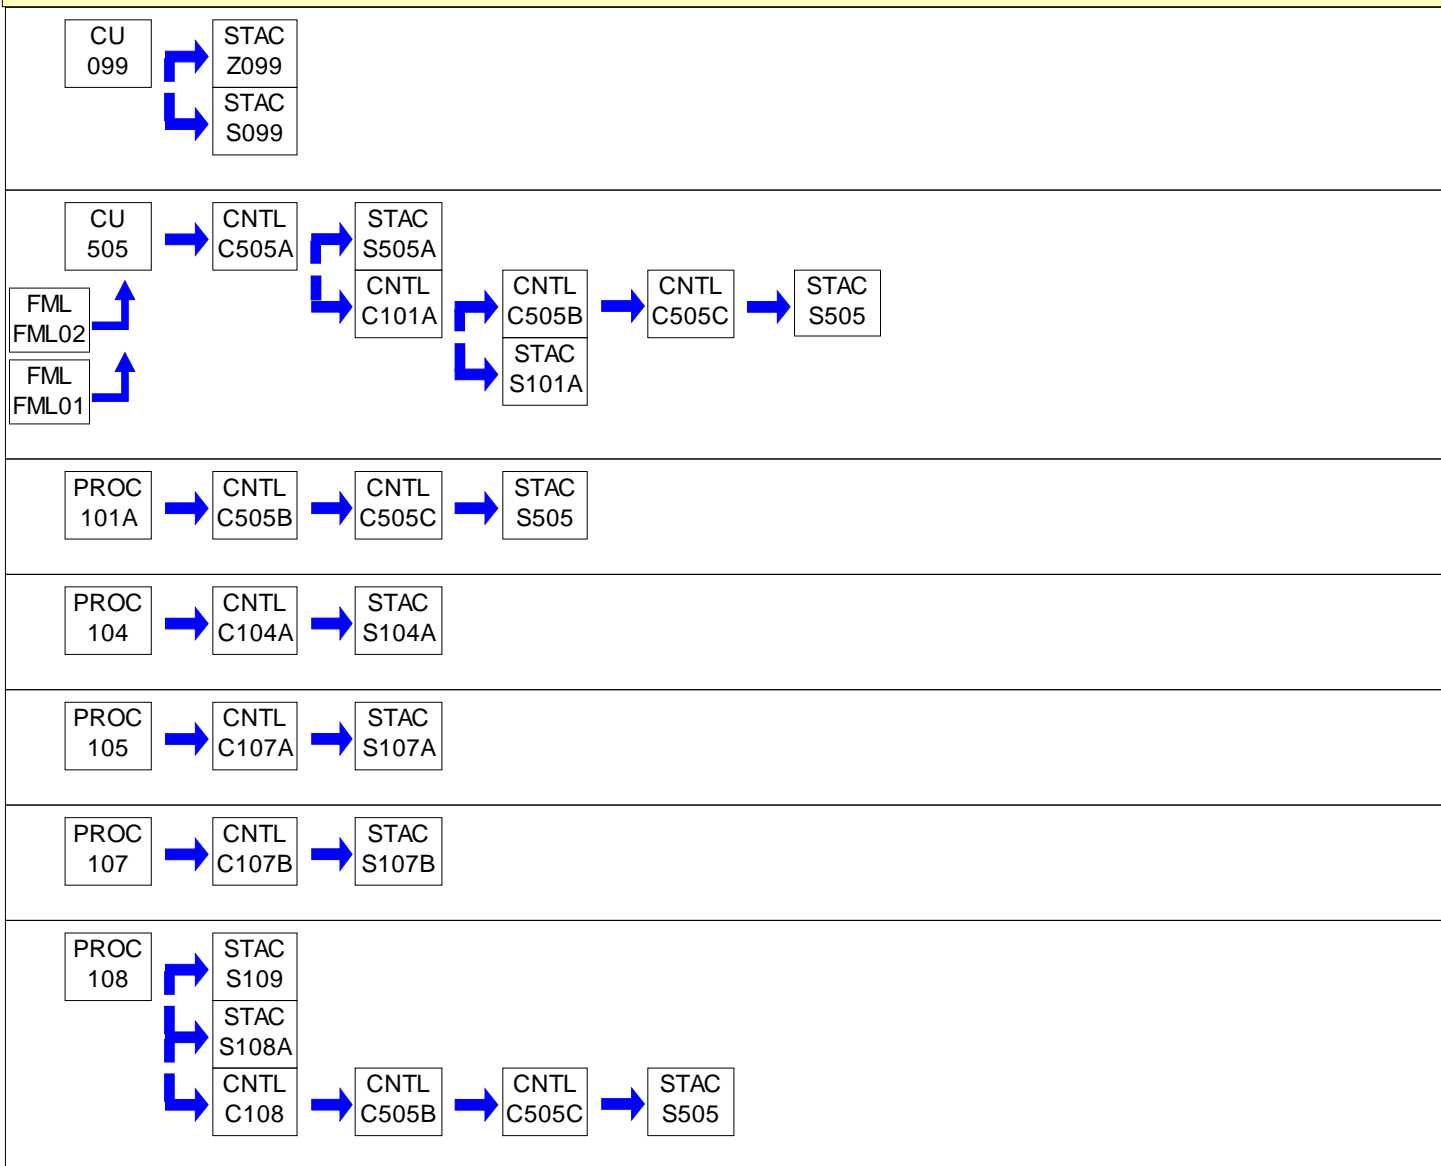 CU
099
STAC
Z099
STAC
S099
CU
505
CNTL
C505A
STAC
S505A
CNTL
C101A
CNTL
C505B
CNTL
C505C
STAC
S505
STAC
S101A
FML
FML02
FML
FML01
PROC
101A
CNTL
C505B
CNTL
C505C
STAC
S505
PROC
104
CNTL
C104A
STAC
S104A
PROC
105
CNTL
C107A
STAC
S107A
PROC
107
CNTL
C107B
STAC
S107B
PROC
108
STAC
S109
STAC
S108A
CNTL
C108
CNTL
C505B
CNTL
C505C
STAC
S505